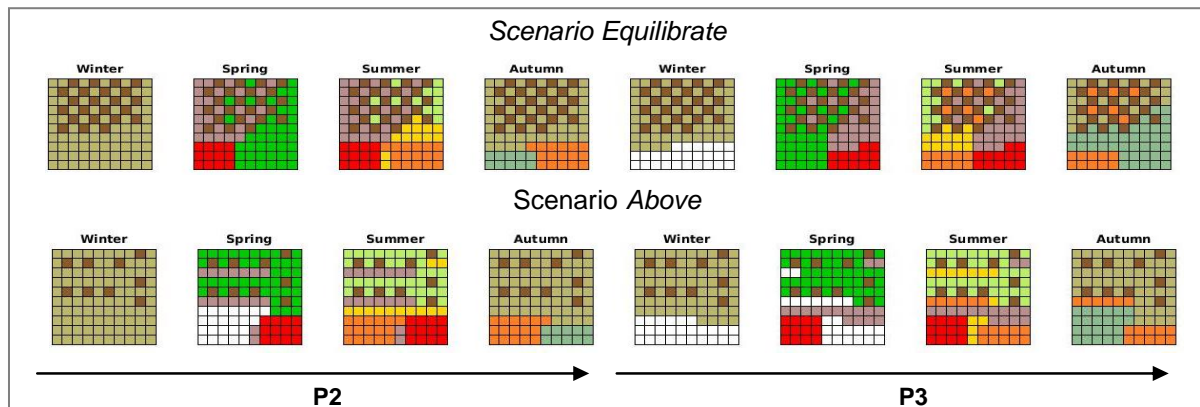 Scenario Equilibrate
Winter Spring Summer Autumn Winter Spring Summer Autumn
Scenario Above
Winter Spring Summer Autumn Winter Spring Summer Autumn
P2 P3